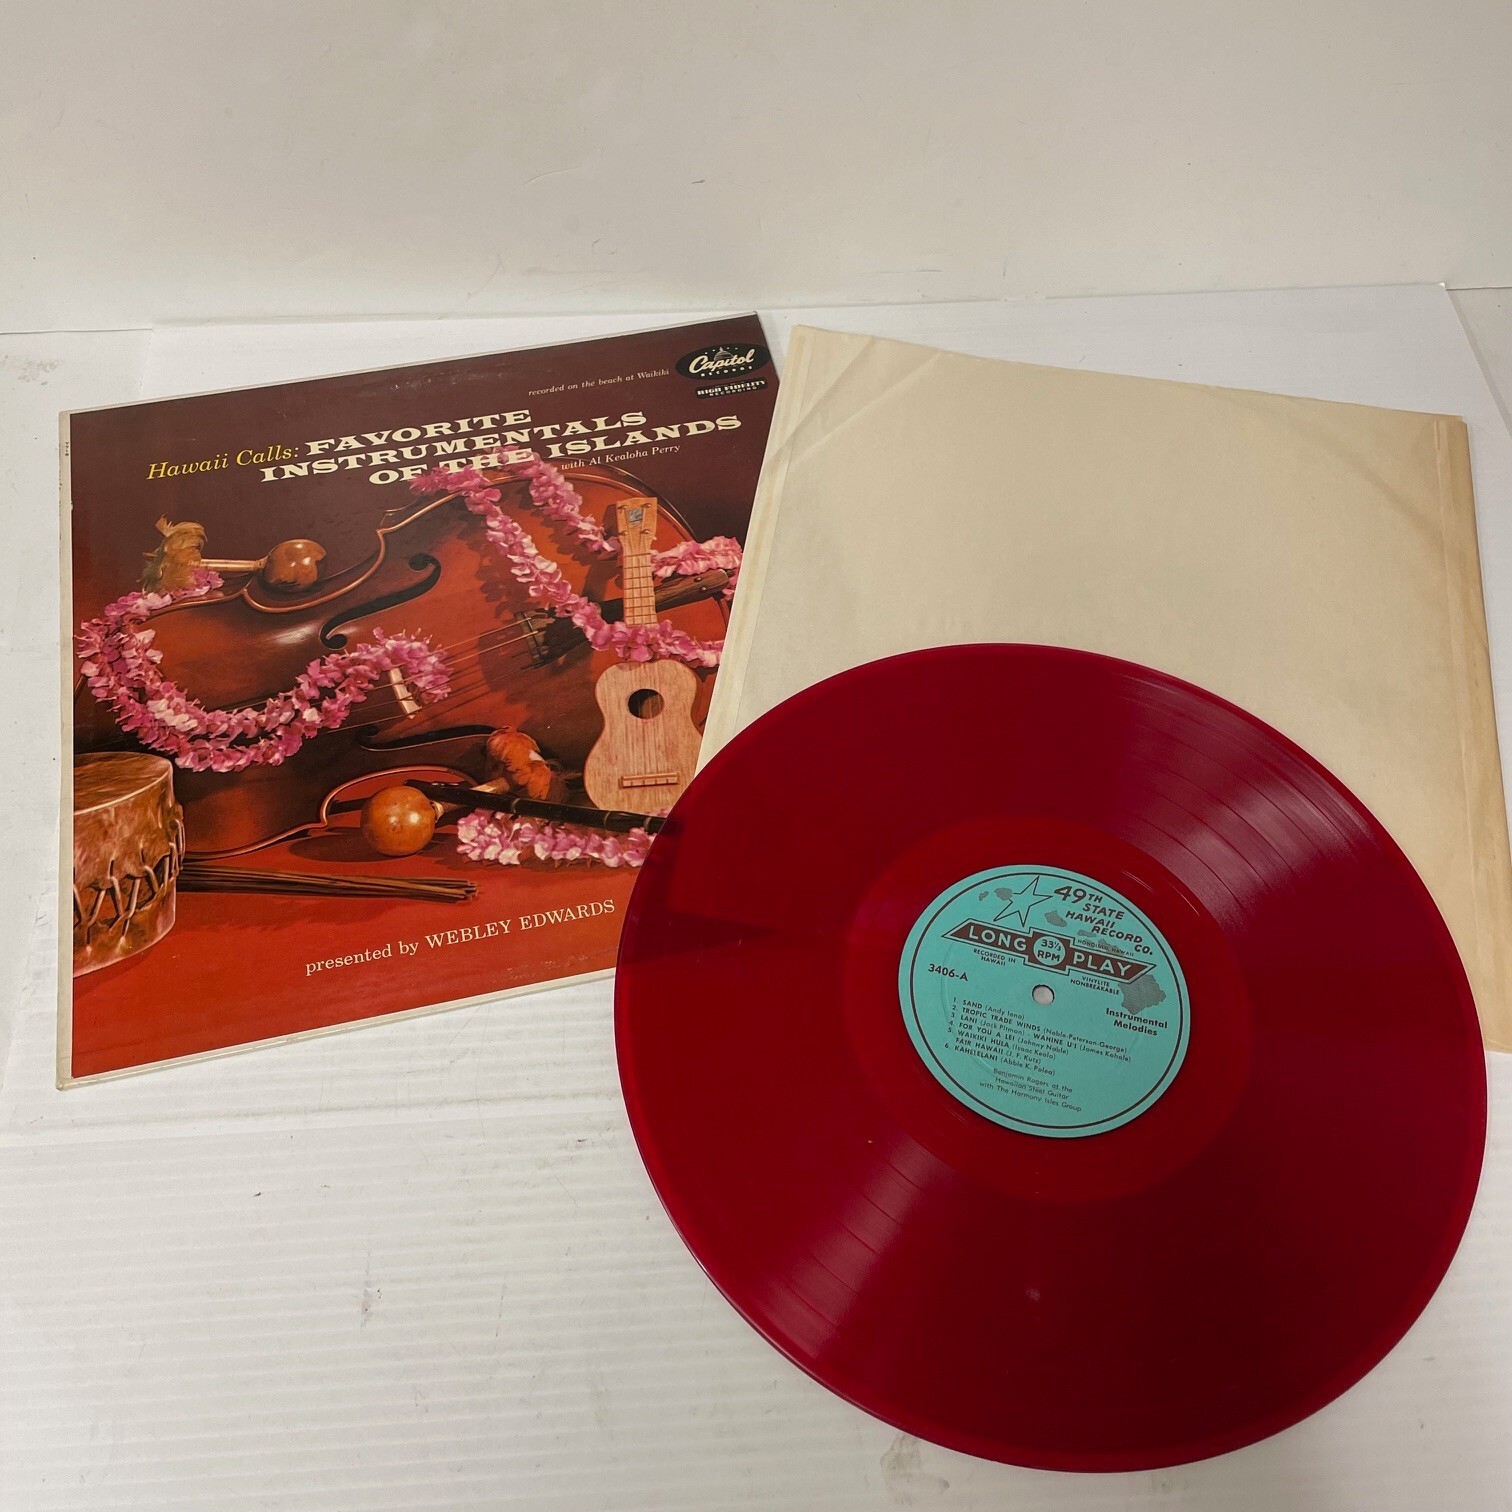 recorded on the beach at Waikiki
Capitol
RECORDS
HIGH FIDELITY
RECORDING
Hawaii Calls: FAVORITE
INSTRUMENTALS
OF THE ISLANDS
with Al Kealoha Perry
presented by WEBLEY EDWARDS
49TH
STATE
HAWAII
RECORD
CO.
HONOLULU, HAWAII
LONG 33⅓ RPM PLAY
RECORDED IN
HAWAII
VINYLITE
NONBREAKABLE
3406-A
Instrumental
Melodies
1. SAND (Andy Iona)
2. TROPIC TRADE WINDS (Noble-Peterson-George)
3. LANI (Jack Pitman) - WAHINE U'I (James Kahale)
4. FOR YOU A LEI (Johnny Noble)
5. WAIKIKI HULA (Isaac Keola)
FAIR HAWAII (J. F. Kutz)
6. KAHEIELANI (Abbie K. Palea)
Benjamin Rogers at the
Hawaiian Steel Guitar
with The Harmony Isles Group